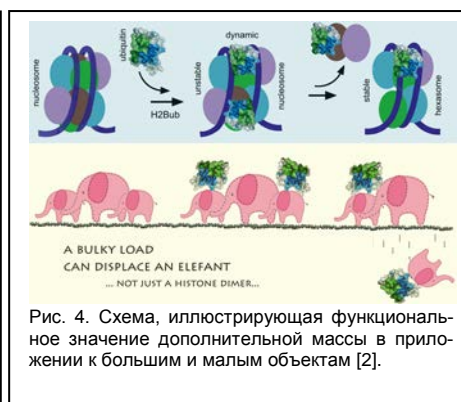 nucleosome
ubiquitin
H2Bub
unstable
dynamic
nucleosome
stable
hexasome
A BULKY LOAD
CAN DISPLACE AN ELEFANT
... NOT JUST A HISTONE DIMER...
Рис. 4. Схема, иллюстрирующая функциональ-
ное значение дополнительной массы в прило-
жении к большим и малым объектам [2].